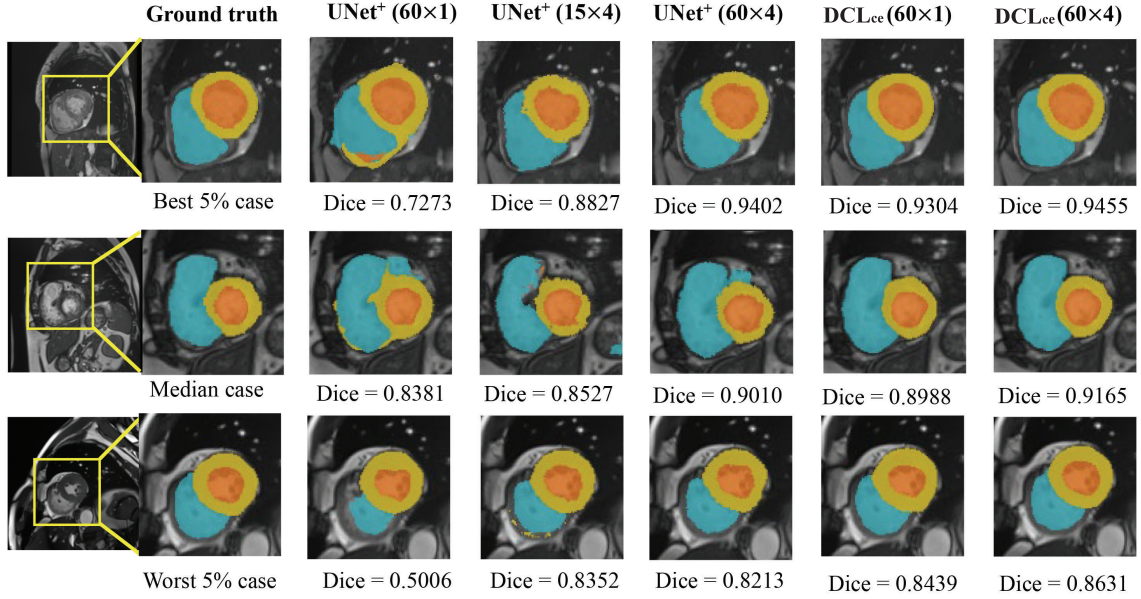 Ground truth UNet⁺ (60×1) UNet⁺ (15×4) UNet⁺ (60×4) DCLce (60×1) DCLce (60×4)
Best 5% case Dice = 0.7273 Dice = 0.8827 Dice = 0.9402 Dice = 0.9304 Dice = 0.9455
Median case Dice = 0.8381 Dice = 0.8527 Dice = 0.9010 Dice = 0.8988 Dice = 0.9165
Worst 5% case Dice = 0.5006 Dice = 0.8352 Dice = 0.8213 Dice = 0.8439 Dice = 0.8631